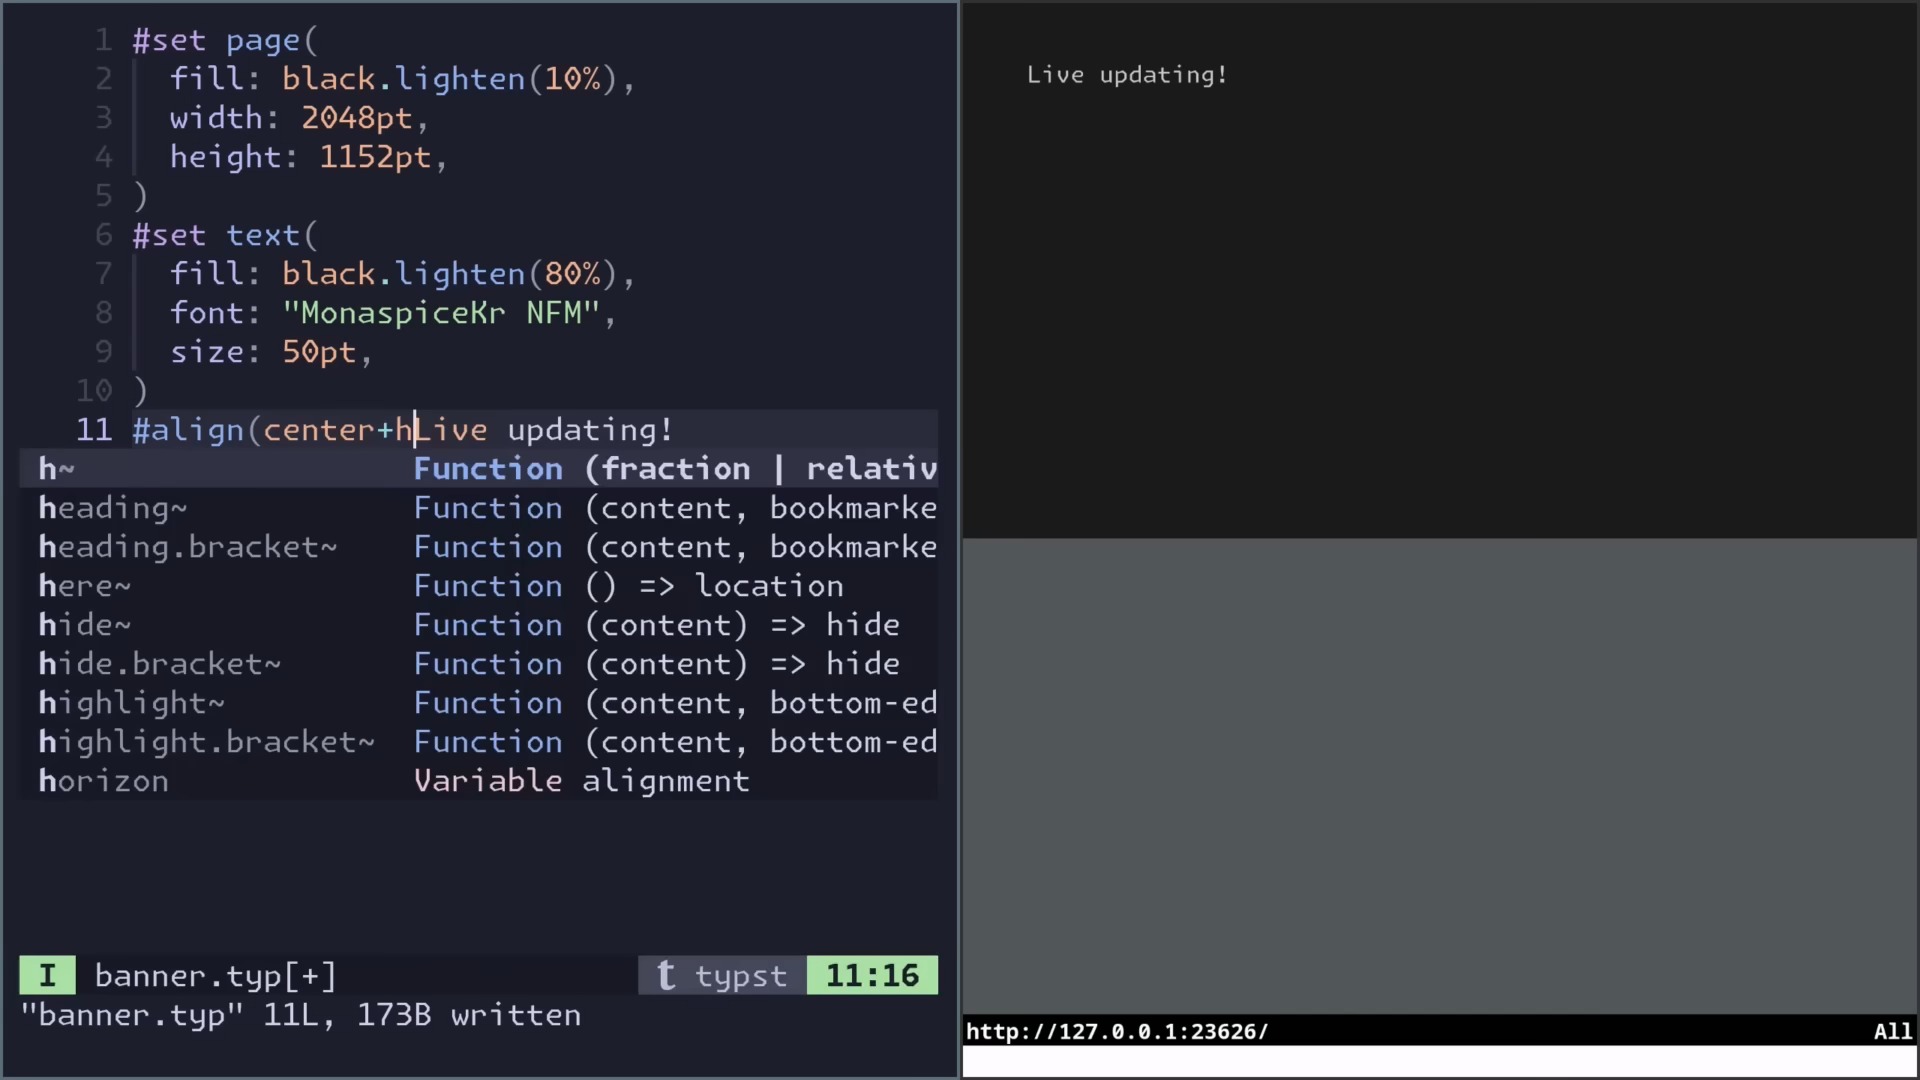 1 #set page(
2 fill: black.lighten(10%),
3 width: 2048pt,
4 height: 1152pt,
5 )
6 #set text(
7 fill: black.lighten(80%),
8 font: "MonaspiceKr NFM",
9 size: 50pt,
10 )
11 #align(center+hLive updating!
h~ Function (fraction | relativ
heading~ Function (content, bookmarke
heading.bracket~ Function (content, bookmarke
here~ Function () => location
hide~ Function (content) => hide
hide.bracket~ Function (content) => hide
highlight~ Function (content, bottom-ed
highlight.bracket~ Function (content, bottom-ed
horizon Variable alignment
I banner.typ[+] t typst 11:16
"banner.typ" 11L, 173B written
Live updating!
http://127.0.0.1:23626/ All